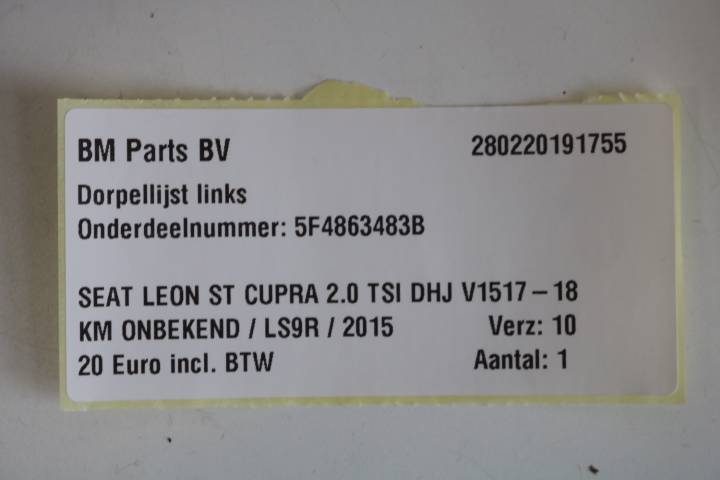 BM Parts BV 280220191755
Dorpellijst links
Onderdeelnummer: 5F4863483B
SEAT LEON ST CUPRA 2.0 TSI DHJ V1517 – 18
KM ONBEKEND / LS9R / 2015 Verz: 10
20 Euro incl. BTW Aantal: 1